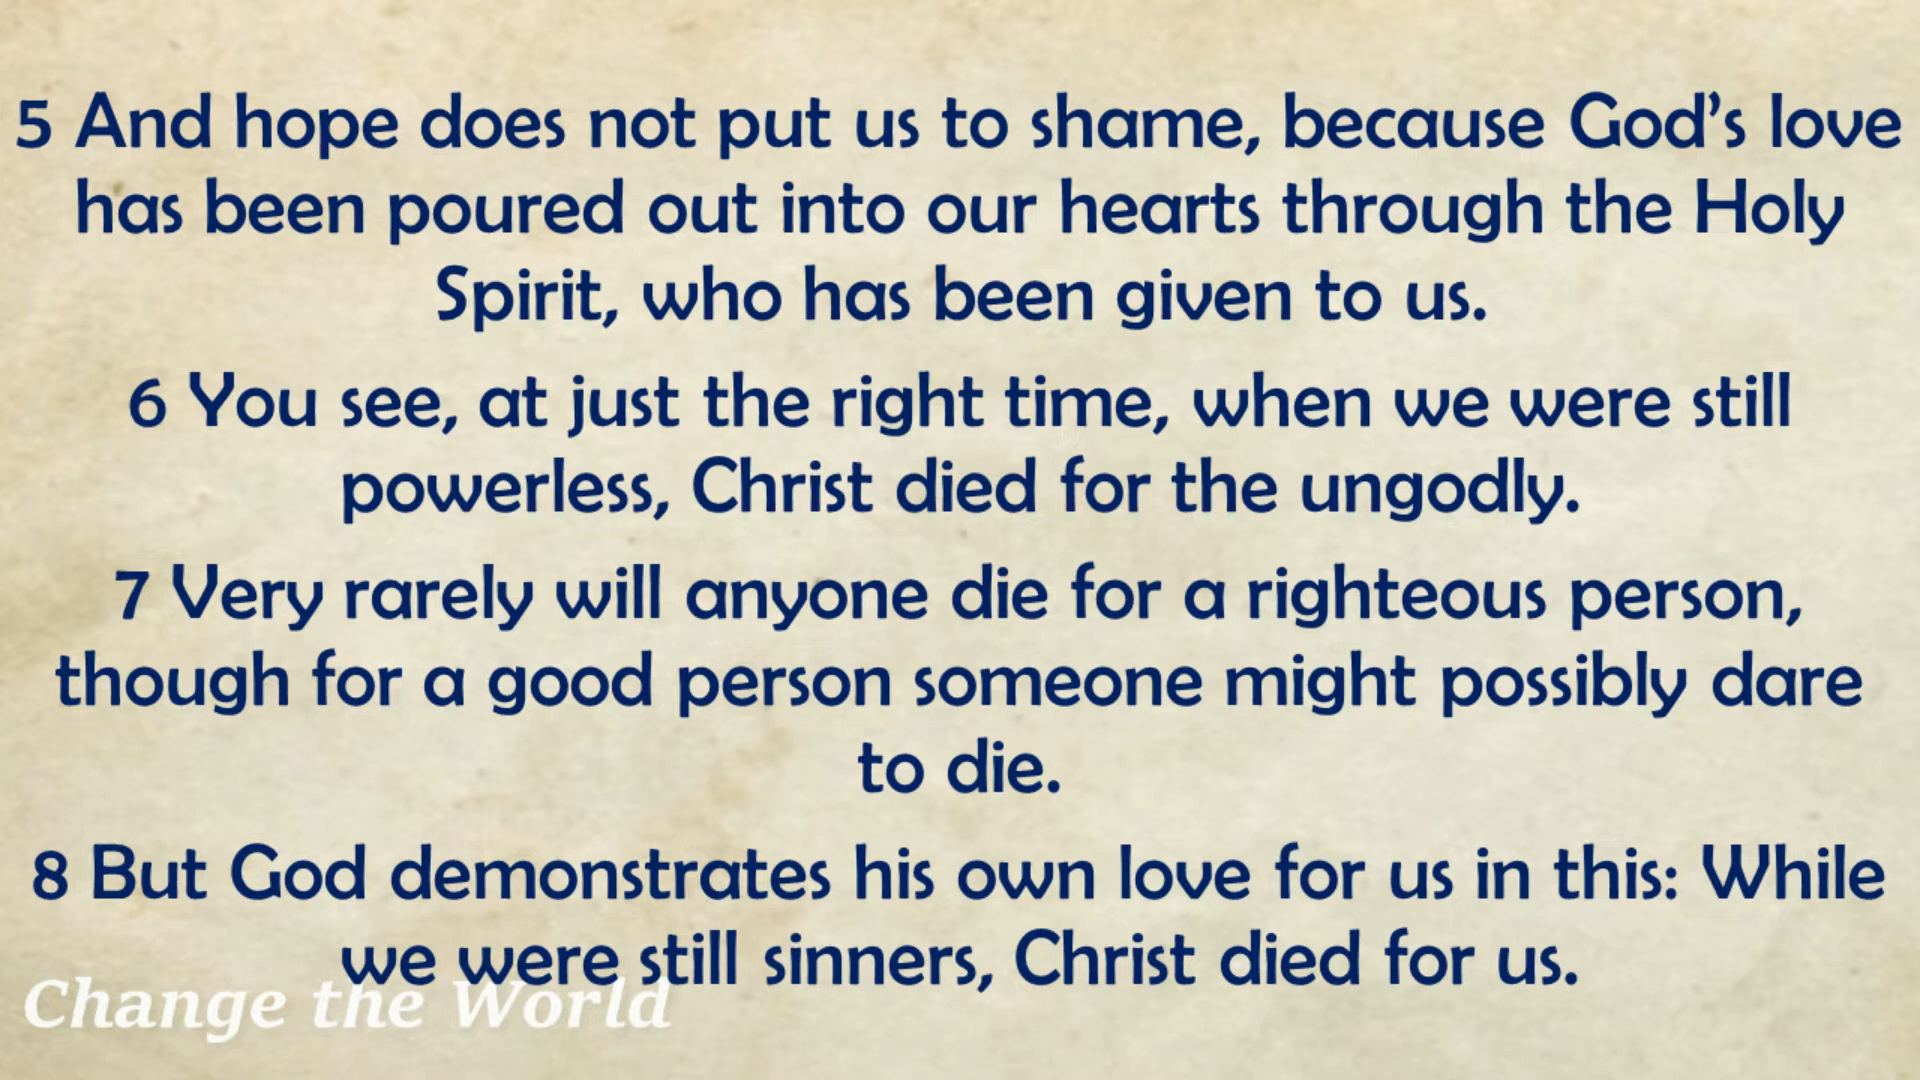 5 And hope does not put us to shame, because God’s love
has been poured out into our hearts through the Holy
Spirit, who has been given to us.
6 You see, at just the right time, when we were still
powerless, Christ died for the ungodly.
7 Very rarely will anyone die for a righteous person,
though for a good person someone might possibly dare
to die.
8 But God demonstrates his own love for us in this: While
we were still sinners, Christ died for us.
Change the World